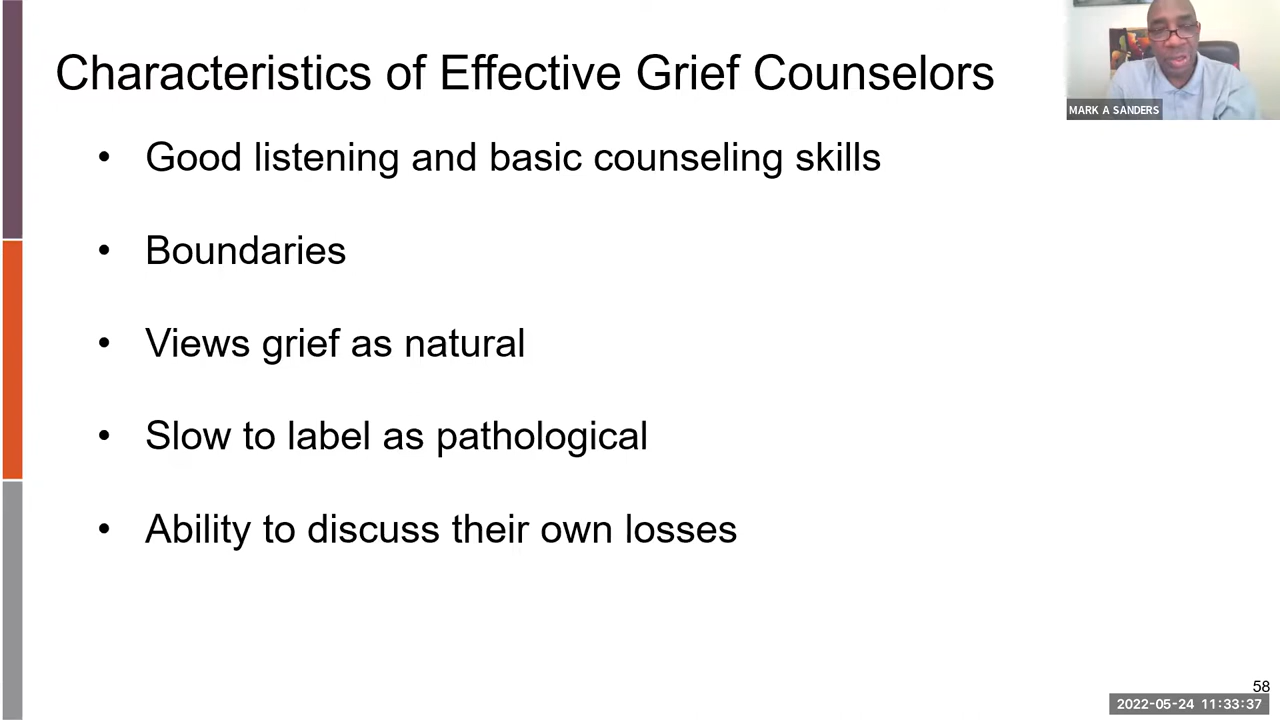 Characteristics of Effective Grief Counselors
MARK A SANDERS
• Good listening and basic counseling skills
• Boundaries
• Views grief as natural
• Slow to label as pathological
• Ability to discuss their own losses
58
2022-05-24 11:33:37